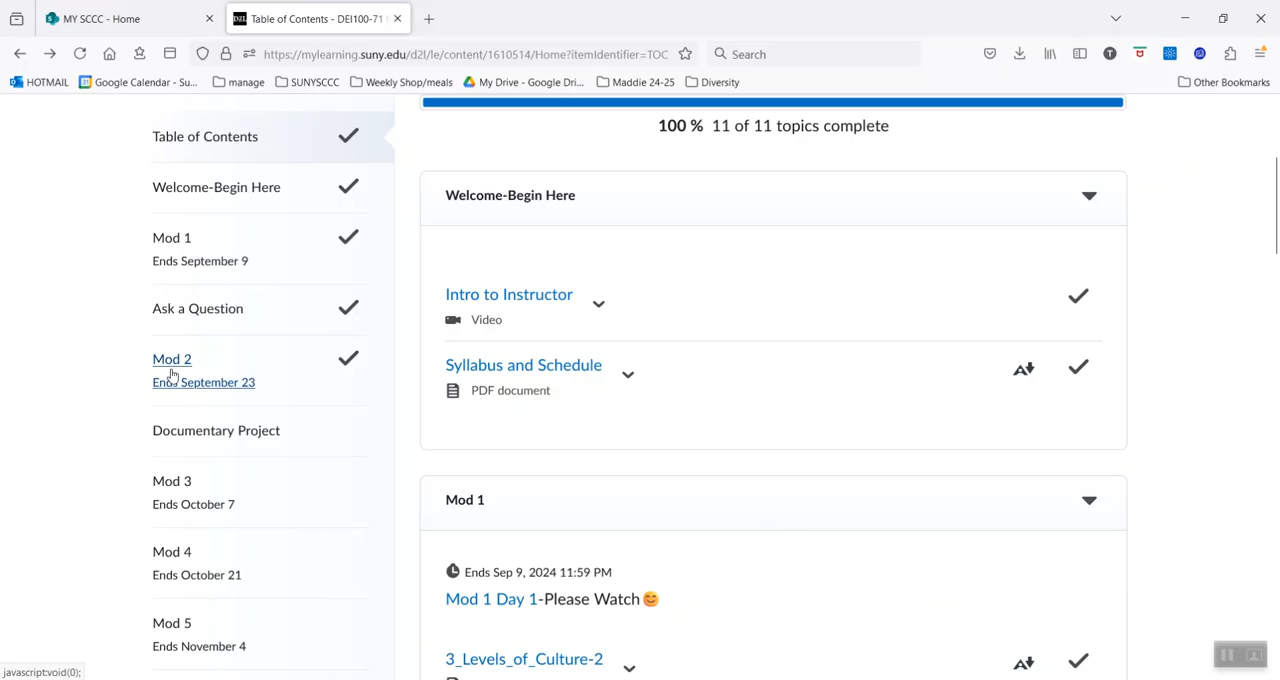 MY SCCC - Home
Table of Contents - DEI100-71
https://mylearning.suny.edu/d2l/le/content/1610514/Home?itemIdentifier=TOC
Search
HOTMAIL
Google Calendar - Su...
manage
SUNYSCCC
Weekly Shop/meals
My Drive - Google Dri...
Maddie 24-25
Diversity
Other Bookmarks
Table of Contents
Welcome-Begin Here
Mod 1
Ends September 9
Ask a Question
Mod 2
Ends September 23
Documentary Project
Mod 3
Ends October 7
Mod 4
Ends October 21
Mod 5
Ends November 4
100 % 11 of 11 topics complete
Welcome-Begin Here
Intro to Instructor
Video
Syllabus and Schedule
PDF document
Mod 1
Ends Sep 9, 2024 11:59 PM
Mod 1 Day 1-Please Watch😊
3_Levels_of_Culture-2
javascript:void(0);